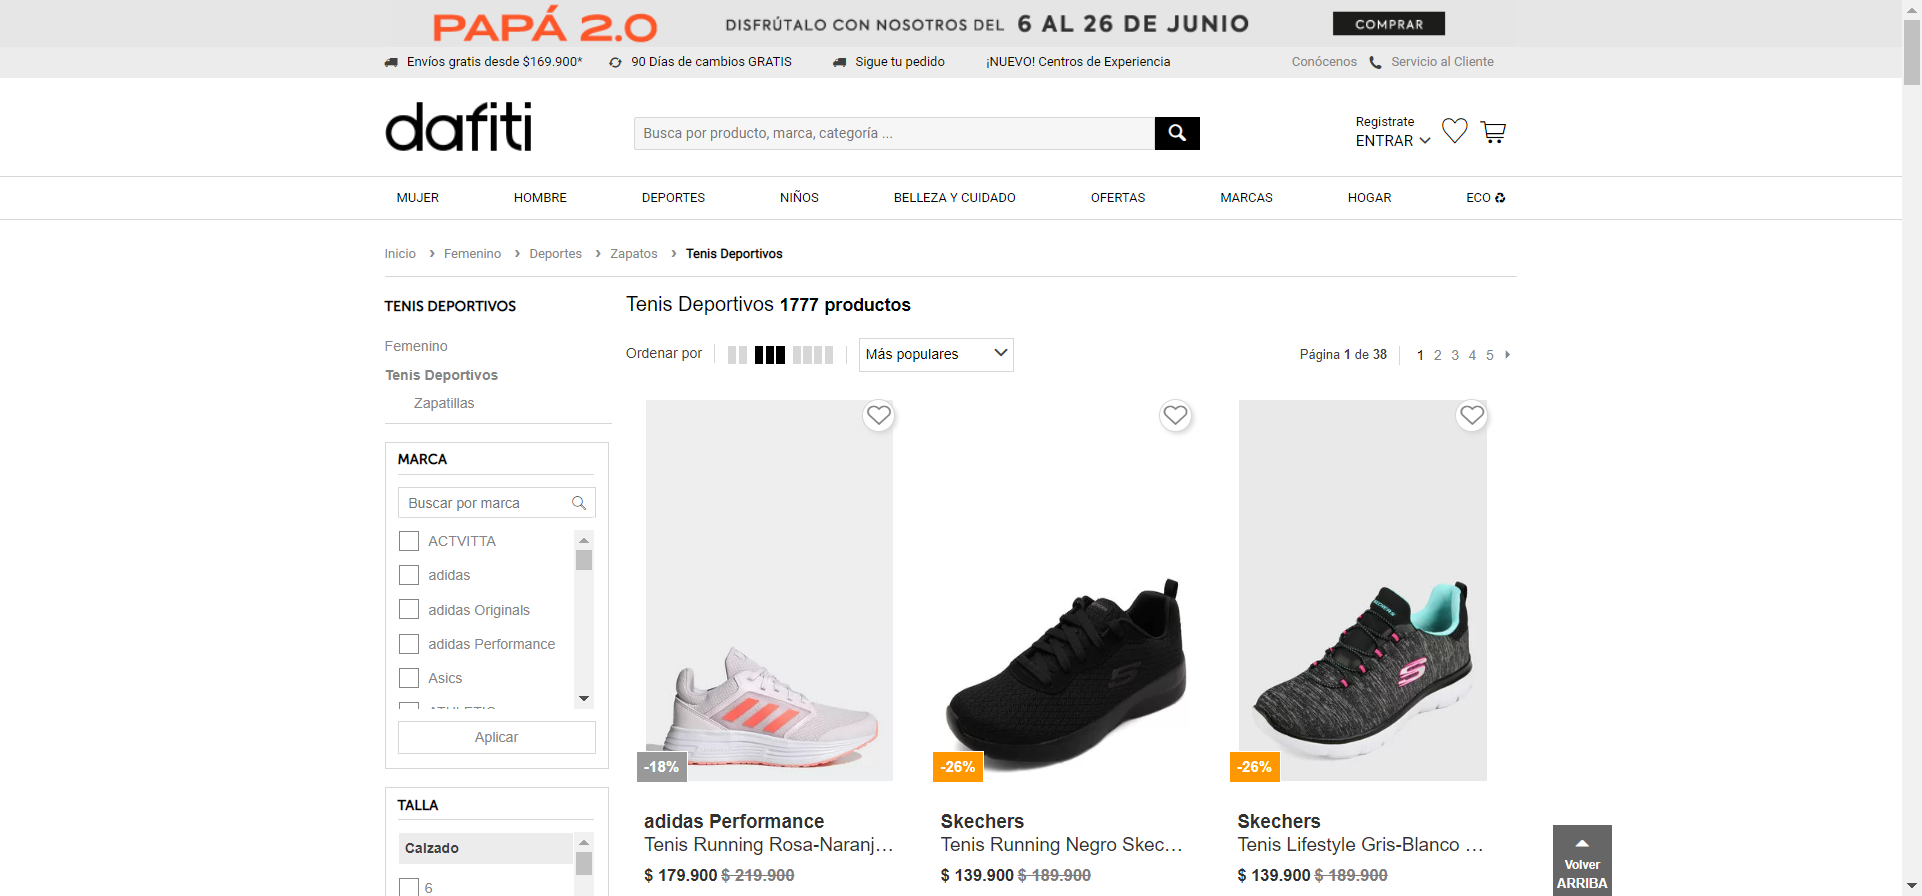 PAPÁ 2.0 DISFRÚTALO CON NOSOTROS DEL 6 AL 26 DE JUNIO COMPRAR
Envíos gratis desde $169.900* 90 Días de cambios GRATIS Sigue tu pedido ¡NUEVO! Centros de Experiencia Conócenos Servicio al Cliente
dafiti
Busca por producto, marca, categoría ...
Registrate
ENTRAR
MUJER HOMBRE DEPORTES NIÑOS BELLEZA Y CUIDADO OFERTAS MARCAS HOGAR ECO
Inicio › Femenino › Deportes › Zapatos › Tenis Deportivos
TENIS DEPORTIVOS
Femenino
Tenis Deportivos
Zapatillas
MARCA
Buscar por marca
ACTVITTA
adidas
adidas Originals
adidas Performance
Asics
Aplicar
TALLA
Calzado
6
Tenis Deportivos 1777 productos
Ordenar por Más populares Página 1 de 38 1 2 3 4 5
-18%
adidas Performance
Tenis Running Rosa-Naranj...
$ 179.900 $ 219.900
-26%
Skechers
Tenis Running Negro Skec...
$ 139.900 $ 189.900
SKECHERS
-26%
Skechers
Tenis Lifestyle Gris-Blanco ...
$ 139.900 $ 189.900
Volver
ARRIBA